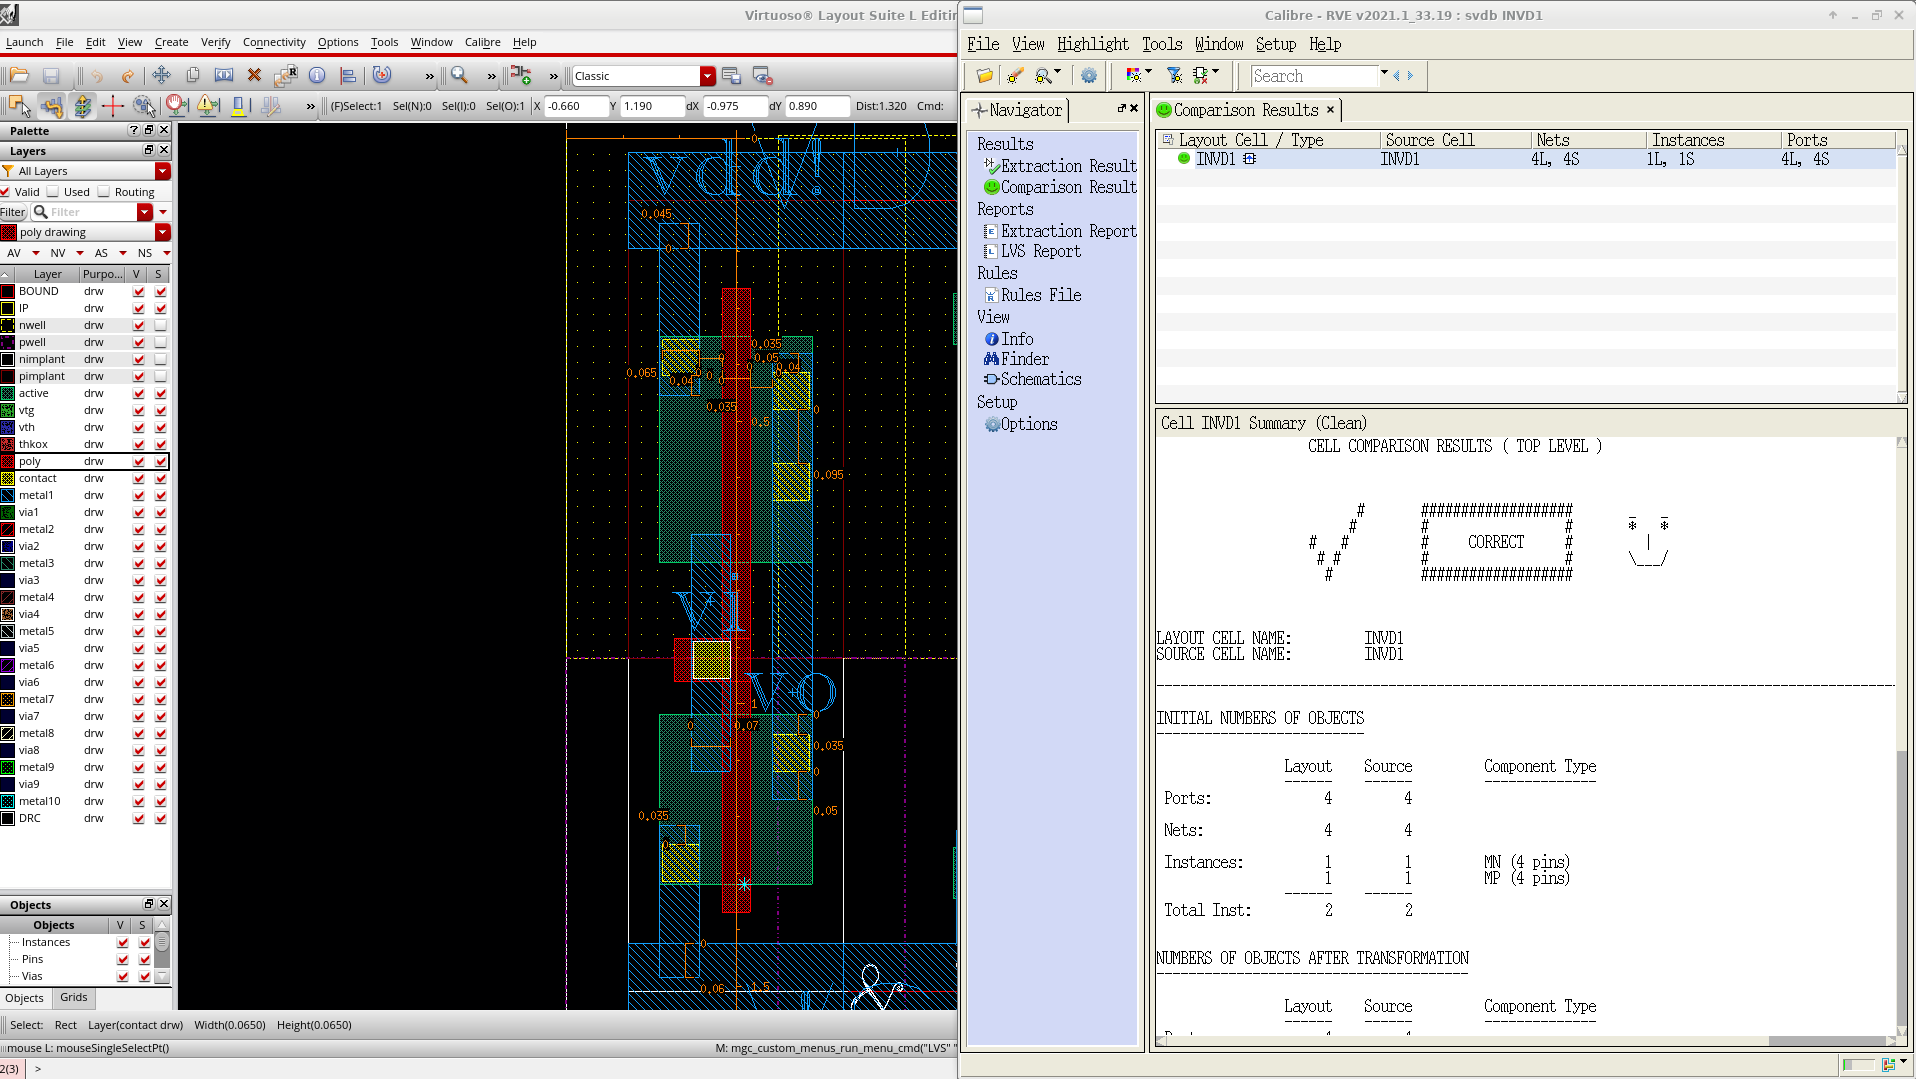 Virtuoso® Layout Suite L Editin
Launch File Edit View Create Verify Connectivity Options Tools Window Calibre Help
» » » Classic
» (F)Select:1 Sel(N):0 Sel(I):0 Sel(O):1 X -0.660 Y 1.190 dX -0.975 dY 0.890 Dist:1.320 Cmd:
Palette
Layers
All Layers
Valid Used Routing
Filter Filter
poly drawing
AV NV AS NS
Layer Purpo... V S
BOUND drw
IP drw
nwell drw
pwell drw
nimplant drw
pimplant drw
active drw
vtg drw
vth drw
thkox drw
poly drw
contact drw
metal1 drw
via1 drw
metal2 drw
via2 drw
metal3 drw
via3 drw
metal4 drw
via4 drw
metal5 drw
via5 drw
metal6 drw
via6 drw
metal7 drw
via7 drw
metal8 drw
via8 drw
metal9 drw
via9 drw
metal10 drw
DRC drw
Objects
Objects V S
Instances
Pins
Vias
Objects Grids
vdd!
0.045
0.035
0.05
0.065 0.04 0.04
0.035
0.5
0.095
VI
VO
1
0.07
0.035
0.035 0.05
0.06 1.5
Select: Rect Layer(contact drw) Width(0.0650) Height(0.0650)
mouse L: mouseSingleSelectPt() M: mgc_custom_menus_run_menu_cmd("LVS" "
2(3) >
Calibre - RVE v2021.1_33.19 : svdb INVD1
File View Highlight Tools Window Setup Help
Search
Navigator
Results
Extraction Result
Comparison Result
Reports
Extraction Report
LVS Report
Rules
Rules File
View
Info
Finder
Schematics
Setup
Options
Comparison Results ×
Layout Cell / Type Source Cell Nets Instances Ports
INVD1 INVD1 4L, 4S 1L, 1S 4L, 4S
Cell INVD1 Summary (Clean)
CELL COMPARISON RESULTS ( TOP LEVEL )
# ################### _ _
# # # * *
# # # CORRECT # |
# # # # \___/
# ###################
LAYOUT CELL NAME: INVD1
SOURCE CELL NAME: INVD1
INITIAL NUMBERS OF OBJECTS
--------------------------
Layout Source Component Type
------ ------ --------------
Ports: 4 4
Nets: 4 4
Instances: 1 1 MN (4 pins)
1 1 MP (4 pins)
------ ------
Total Inst: 2 2
NUMBERS OF OBJECTS AFTER TRANSFORMATION
---------------------------------------
Layout Source Component Type
------ ------ --------------